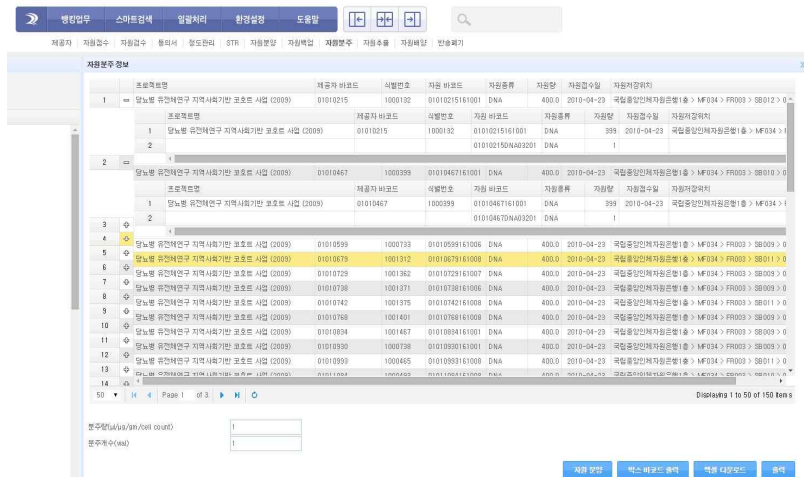 뱅킹업무 스마트검색 일괄처리 환경설정 도움말
제공자 자원접수 자원검수 동의서 정도관리 STR 자원분양 자원백업 자원분주 자원추출 자원배양 반송폐기
자원분주 정보
프로젝트명 제공자 바코드 식별번호 자원 바코드 자원종류 자원량 자원접수일 자원저장위치
1 당뇨병 유전체연구 지역사회기반 코호트 사업 (2009) 01010215 1000132 01010215161001 DNA 400.0 2010-04-23 국립중앙인체자원은행1층 > MF034 > FR003 > SB012 > 0
프로젝트명 제공자 바코드 식별번호 자원 바코드 자원종류 자원량 자원접수일 자원저장위치
1 당뇨병 유전체연구 지역사회기반 코호트 사업 (2009) 01010215 1000132 01010215161001 DNA 399 2010-04-23 국립중앙인체자원은행1층 > MF034 >
2 01010215DNA03201 DNA 1
2 당뇨병 유전체연구 지역사회기반 코호트 사업 (2009) 01010467 1000399 01010467161001 DNA 400.0 2010-04-23 국립중앙인체자원은행1층 > MF034 > FR003 > SB010 > 0
프로젝트명 제공자 바코드 식별번호 자원 바코드 자원종류 자원량 자원접수일 자원저장위치
1 당뇨병 유전체연구 지역사회기반 코호트 사업 (2009) 01010467 1000399 01010467161001 DNA 399 2010-04-23 국립중앙인체자원은행1층 > MF034 >
2 01010467DNA03201 DNA 1
3
4 당뇨병 유전체연구 지역사회기반 코호트 사업 (2009) 01010599 1000733 01010599161006 DNA 400.0 2010-04-23 국립중앙인체자원은행1층 > MF034 > FR003 > SB009 > 0
5 당뇨병 유전체연구 지역사회기반 코호트 사업 (2009) 01010679 1001312 01010679161008 DNA 400.0 2010-04-23 국립중앙인체자원은행1층 > MF034 > FR003 > SB011 > 0
6 당뇨병 유전체연구 지역사회기반 코호트 사업 (2009) 01010729 1001362 01010729161007 DNA 400.0 2010-04-23 국립중앙인체자원은행1층 > MF034 > FR003 > SB009 > 0
7 당뇨병 유전체연구 지역사회기반 코호트 사업 (2009) 01010738 1001371 01010738161006 DNA 400.0 2010-04-23 국립중앙인체자원은행1층 > MF034 > FR003 > SB009 > 0
8 당뇨병 유전체연구 지역사회기반 코호트 사업 (2009) 01010742 1001375 01010742161008 DNA 400.0 2010-04-23 국립중앙인체자원은행1층 > MF034 > FR003 > SB011 > 0
9 당뇨병 유전체연구 지역사회기반 코호트 사업 (2009) 01010768 1001401 01010768161008 DNA 400.0 2010-04-23 국립중앙인체자원은행1층 > MF034 > FR003 > SB009 > 0
10 당뇨병 유전체연구 지역사회기반 코호트 사업 (2009) 01010834 1001467 01010834161001 DNA 400.0 2010-04-23 국립중앙인체자원은행1층 > MF034 > FR003 > SB009 > 0
11 당뇨병 유전체연구 지역사회기반 코호트 사업 (2009) 01010930 1000738 01010930161001 DNA 400.0 2010-04-23 국립중앙인체자원은행1층 > MF034 > FR003 > SB009 > 0
12 당뇨병 유전체연구 지역사회기반 코호트 사업 (2009) 01010993 1000465 01010993161008 DNA 400.0 2010-04-23 국립중앙인체자원은행1층 > MF034 > FR003 > SB011 > 0
13
14
50 Page 1 of 3 Displaying 1 to 50 of 150 items
분주량(ul/ug/gm/cell count) 1
분주개수(vial) 1
자원 분양 박스 바코드 출력 엑셀 다운로드 출력